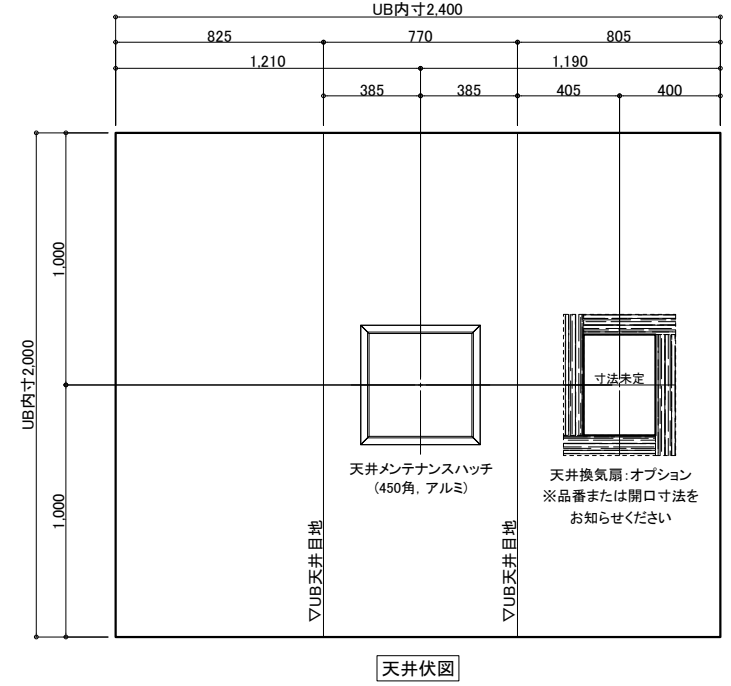 UB内寸2,400
825
770
805
1,210
1,190
385
385
405
400
UB内寸2,000
1,000
1,000
寸法未定
天井メンテナンスハッチ
(450角, アルミ)
天井換気扇:オプション
※品番または開口寸法を
お知らせください
▽UB天井目地
▽UB天井目地
天井伏図